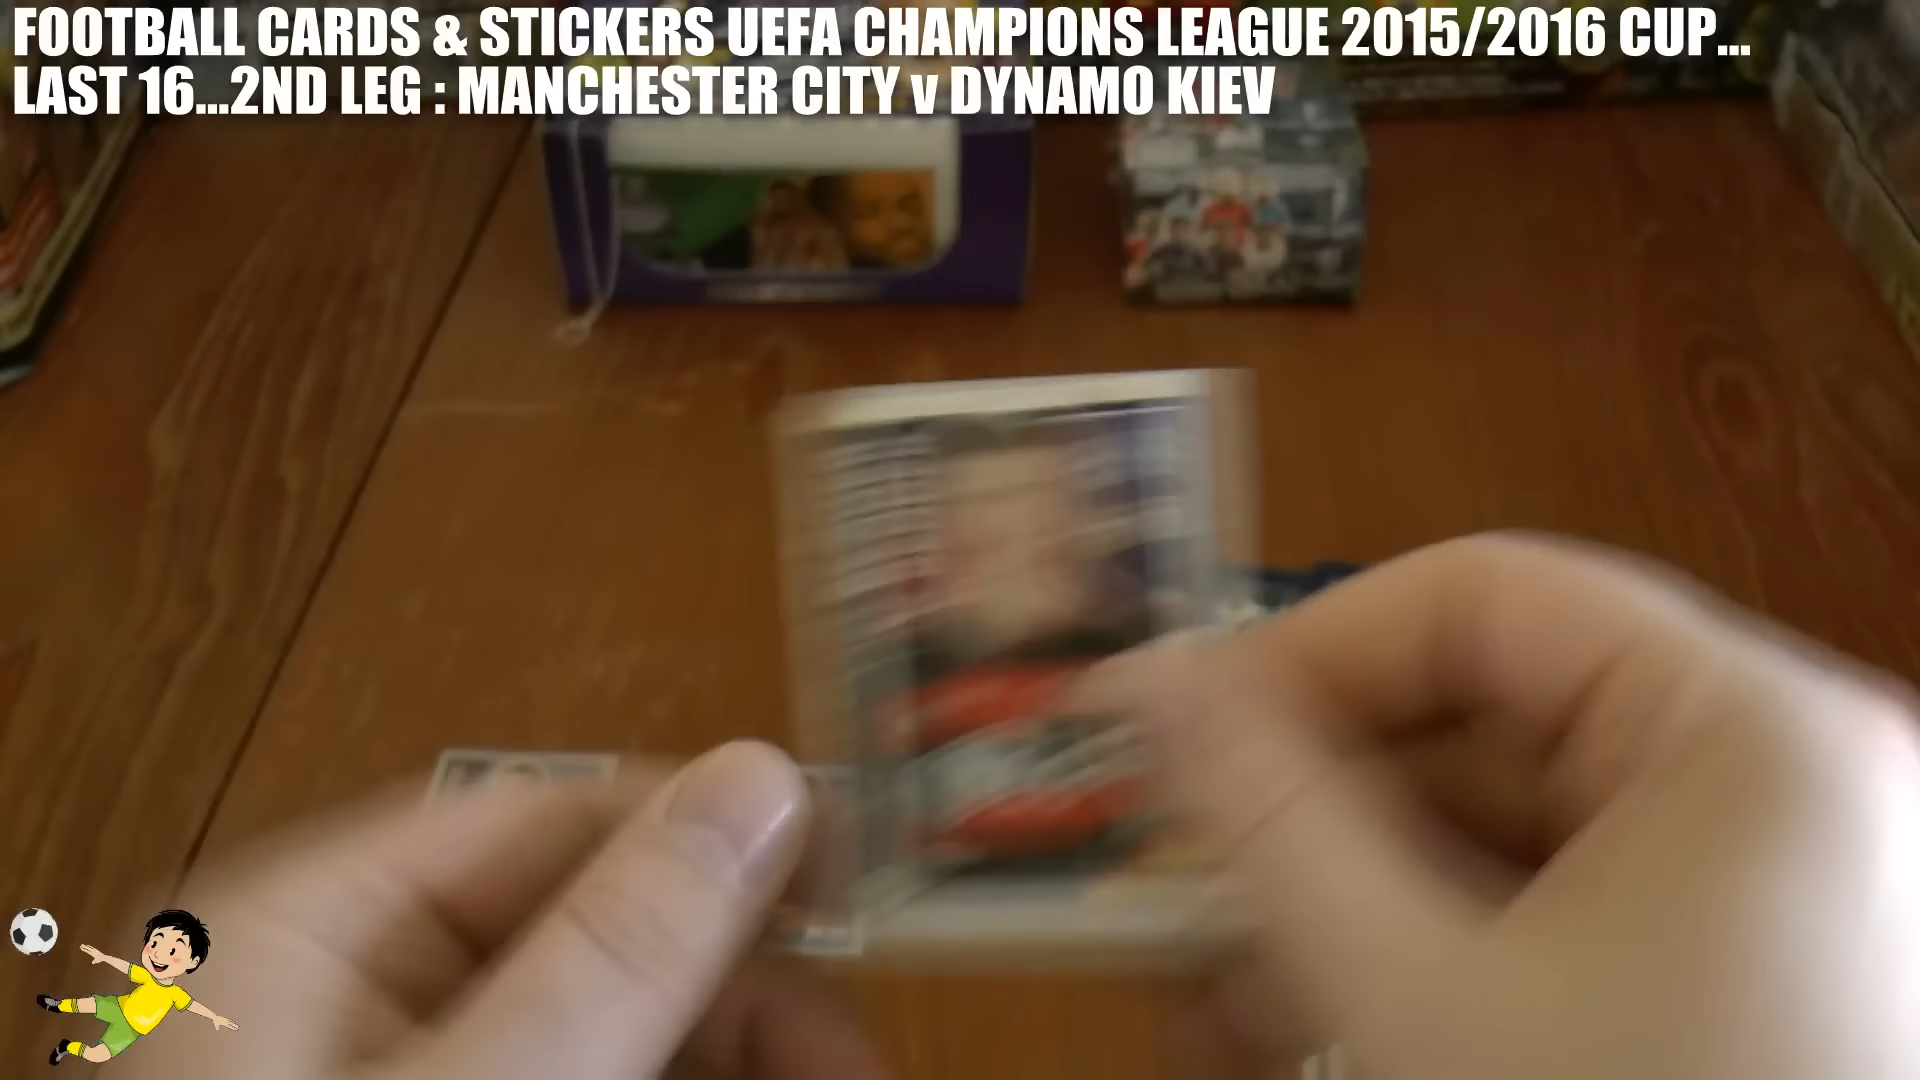 FOOTBALL CARDS & STICKERS UEFA CHAMPIONS LEAGUE 2015/2016 CUP...
LAST 16...2ND LEG : MANCHESTER CITY v DYNAMO KIEV